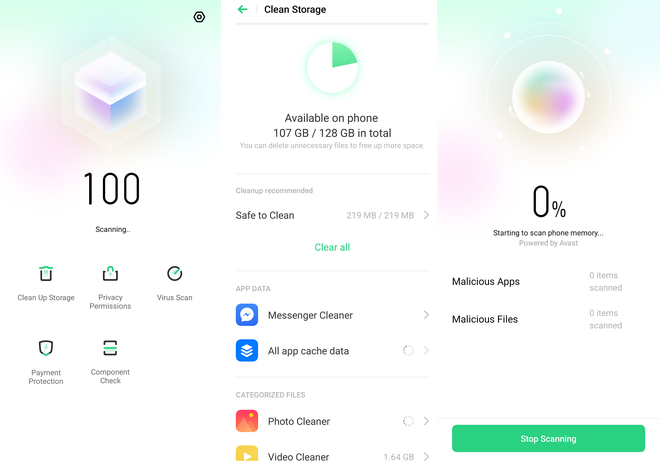 100
Scanning..
Clean Up Storage
Privacy
Permissions
Virus Scan
Payment
Protection
Component
Check
Clean Storage
Available on phone
107 GB / 128 GB in total
You can delete unnecessary files to free up more space.
Cleanup recommended
Safe to Clean 219 MB / 219 MB
Clear all
APP DATA
Messenger Cleaner
All app cache data
CATEGORIZED FILES
Photo Cleaner
Video Cleaner 1.64 GB
0%
Starting to scan phone memory...
Powered by Avast
Malicious Apps
0 items
scanned
Malicious Files
0 items
scanned
Stop Scanning